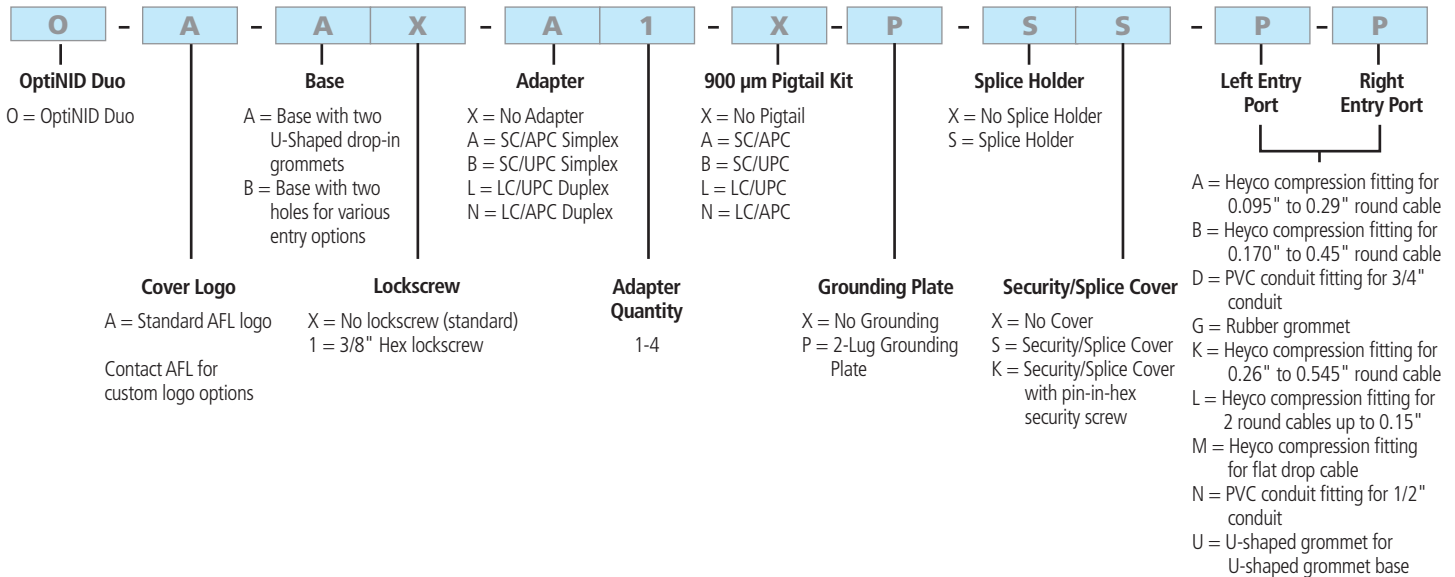 O – A – A X – A 1 – X – P – S S – P – P
OptiNID Duo
O = OptiNID Duo
Base
A = Base with two
U-Shaped drop-in
grommets
B = Base with two
holes for various
entry options
Adapter
X = No Adapter
A = SC/APC Simplex
B = SC/UPC Simplex
L = LC/UPC Duplex
N = LC/APC Duplex
900 µm Pigtail Kit
X = No Pigtail
A = SC/APC
B = SC/UPC
L = LC/UPC
N = LC/APC
Splice Holder
X = No Splice Holder
S = Splice Holder
Left Entry
Port
Right
Entry Port
A = Heyco compression fitting for
0.095" to 0.29" round cable
B = Heyco compression fitting for
0.170" to 0.45" round cable
D = PVC conduit fitting for 3/4"
conduit
G = Rubber grommet
K = Heyco compression fitting for
0.26" to 0.545" round cable
L = Heyco compression fitting for
2 round cables up to 0.15"
M = Heyco compression fitting
for flat drop cable
N = PVC conduit fitting for 1/2"
conduit
U = U-shaped grommet for
U-shaped grommet base
Cover Logo
A = Standard AFL logo
Contact AFL for
custom logo options
Lockscrew
X = No lockscrew (standard)
1 = 3/8" Hex lockscrew
Adapter
Quantity
1-4
Grounding Plate
X = No Grounding
P = 2-Lug Grounding
Plate
Security/Splice Cover
X = No Cover
S = Security/Splice Cover
K = Security/Splice Cover
with pin-in-hex
security screw